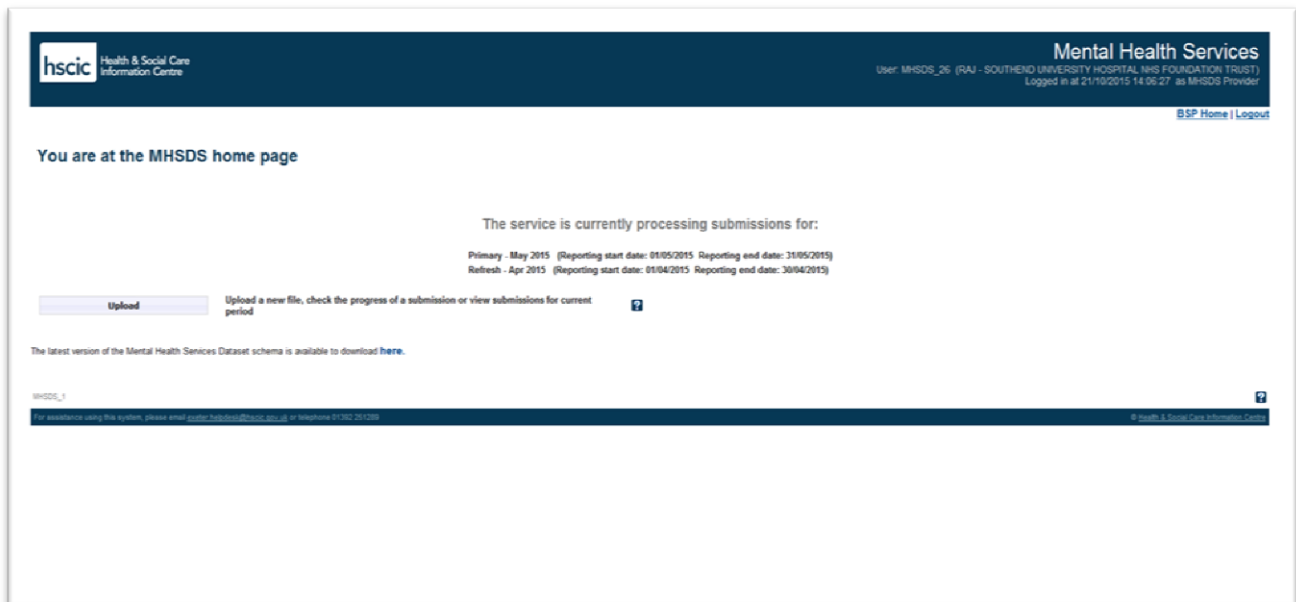 hscic Health & Social Care
Information Centre
Mental Health Services
User: MHSDS_26 (RAJ - SOUTHEND UNIVERSITY HOSPITAL NHS FOUNDATION TRUST)
Logged in at 21/10/2015 14:06:27 as MHSDS Provider
BSP Home | Logout
You are at the MHSDS home page
The service is currently processing submissions for:
Primary - May 2015 (Reporting start date: 01/05/2015 Reporting end date: 31/05/2015)
Refresh - Apr 2015 (Reporting start date: 01/04/2015 Reporting end date: 30/04/2015)
Upload
Upload a new file, check the progress of a submission or view submissions for current
period
?
The latest version of the Mental Health Services Dataset schema is available to download here.
MHSDS_1
?
For assistance using this system, please email exeter.helpdesk@hscic.gov.uk or telephone 01392 251289
© Health & Social Care Information Centre